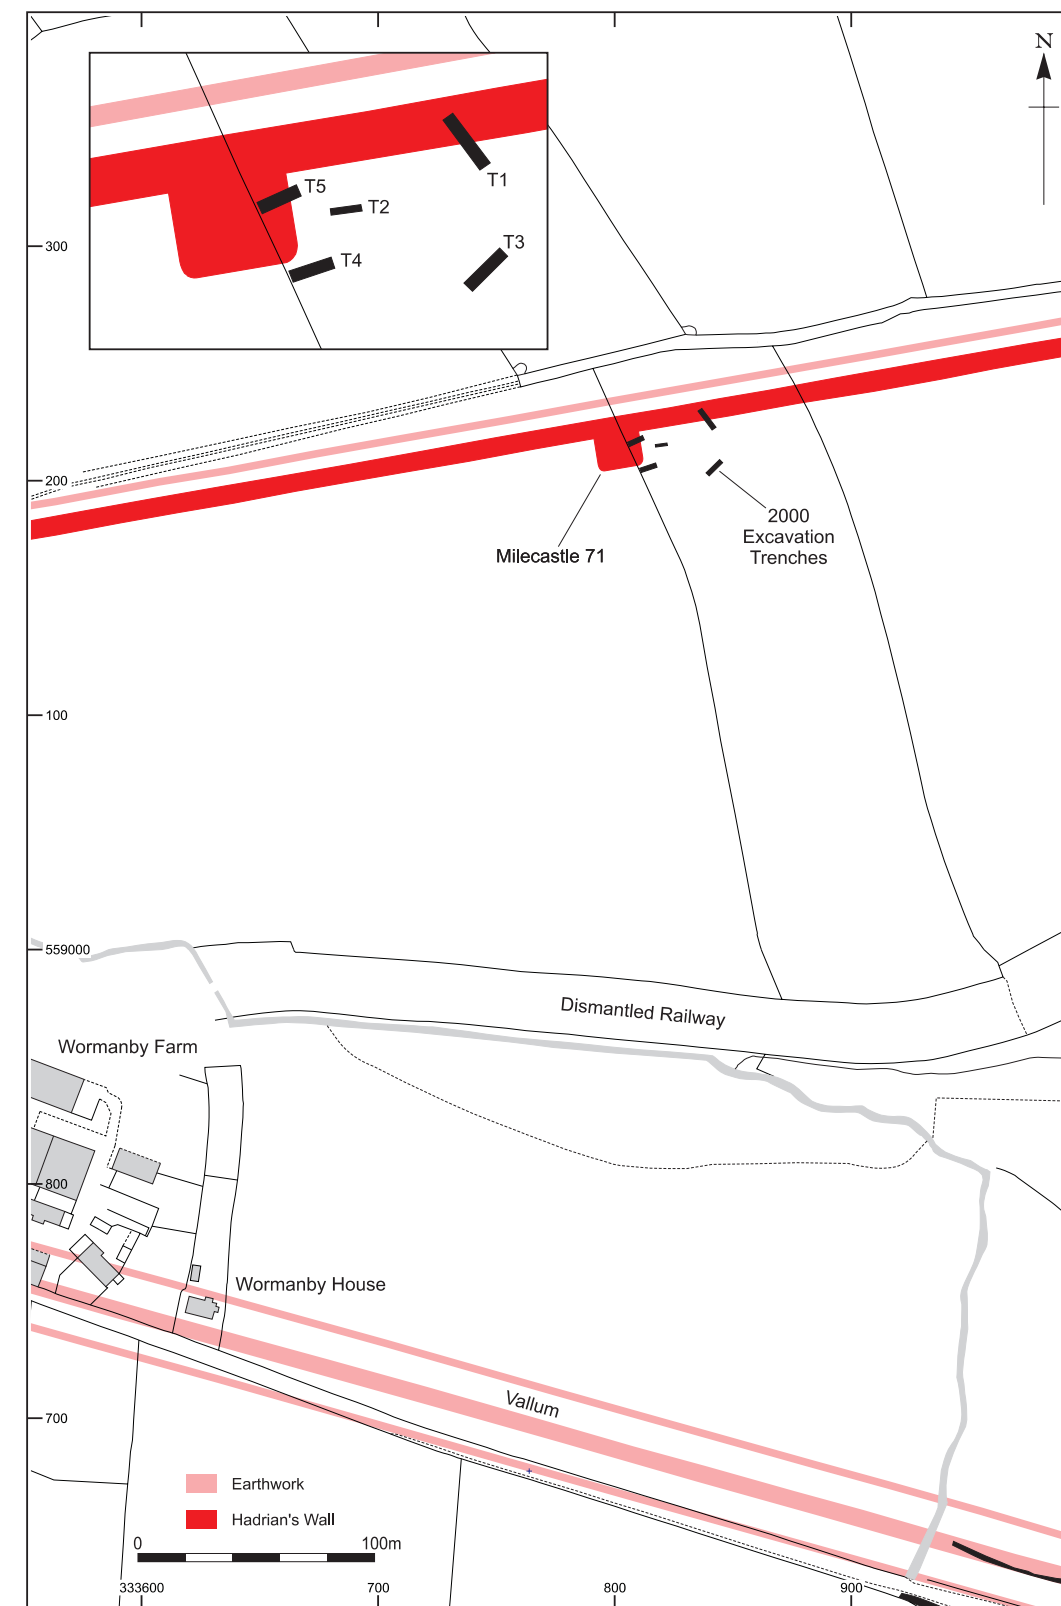 N
T5
T1
T2
T3
T4
300
200
2000
Excavation
Trenches
Milecastle 71
100
559000
Dismantled Railway
Wormanby Farm
800
Wormanby House
Vallum
700
Earthwork
Hadrian's Wall
0 100m
333600 700 800 900